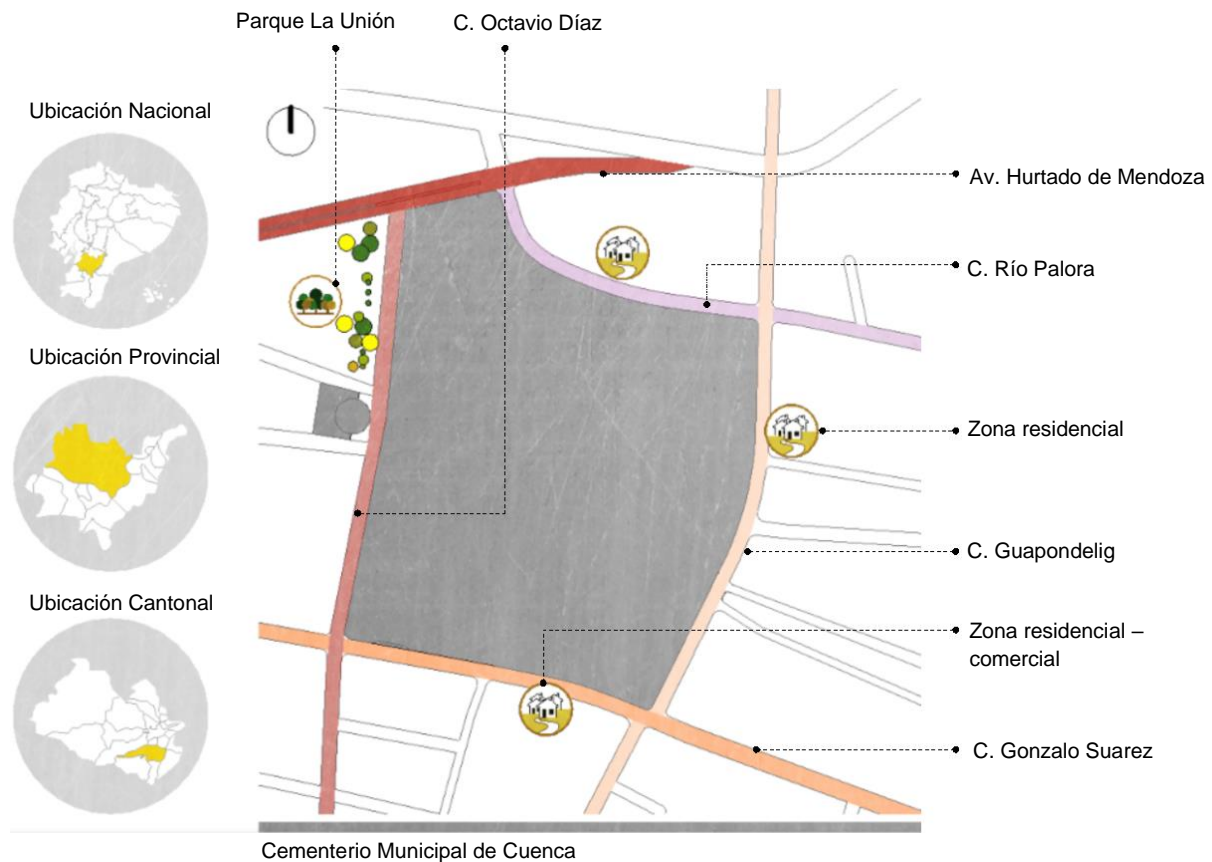 Parque La Unión
C. Octavio Díaz
Ubicación Nacional
Av. Hurtado de Mendoza
C. Río Palora
Ubicación Provincial
Zona residencial
C. Guapondelig
Ubicación Cantonal
Zona residencial –
comercial
C. Gonzalo Suarez
Cementerio Municipal de Cuenca